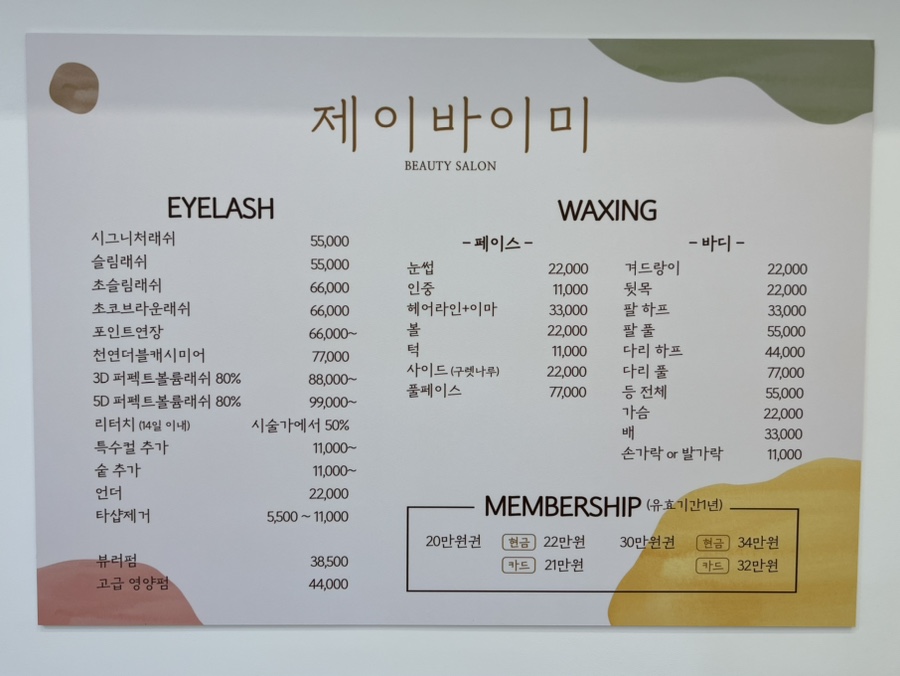 제이바이미
BEAUTY SALON
EYELASH
시그니처래쉬 55,000
슬림래쉬 55,000
초슬림래쉬 66,000
초코브라운래쉬 66,000
포인트연장 66,000~
천연더블캐시미어 77,000
3D 퍼펙트볼륨래쉬 80% 88,000~
5D 퍼펙트볼륨래쉬 80% 99,000~
리터치 (14일 이내) 시술가에서 50%
특수컬 추가 11,000~
숱 추가 11,000~
언더 22,000
타샵제거 5,500 ~ 11,000
뷰러펌 38,500
고급 영양펌 44,000
WAXING
- 페이스 -
눈썹 22,000
인중 11,000
헤어라인+이마 33,000
볼 22,000
턱 11,000
사이드 (구렛나루) 22,000
풀페이스 77,000
- 바디 -
겨드랑이 22,000
뒷목 22,000
팔 하프 33,000
팔 풀 55,000
다리 하프 44,000
다리 풀 77,000
등 전체 55,000
가슴 22,000
배 33,000
손가락 or 발가락 11,000
MEMBERSHIP (유효기간1년)
20만원권 현금 22만원 30만원권 현금 34만원
카드 21만원 카드 32만원